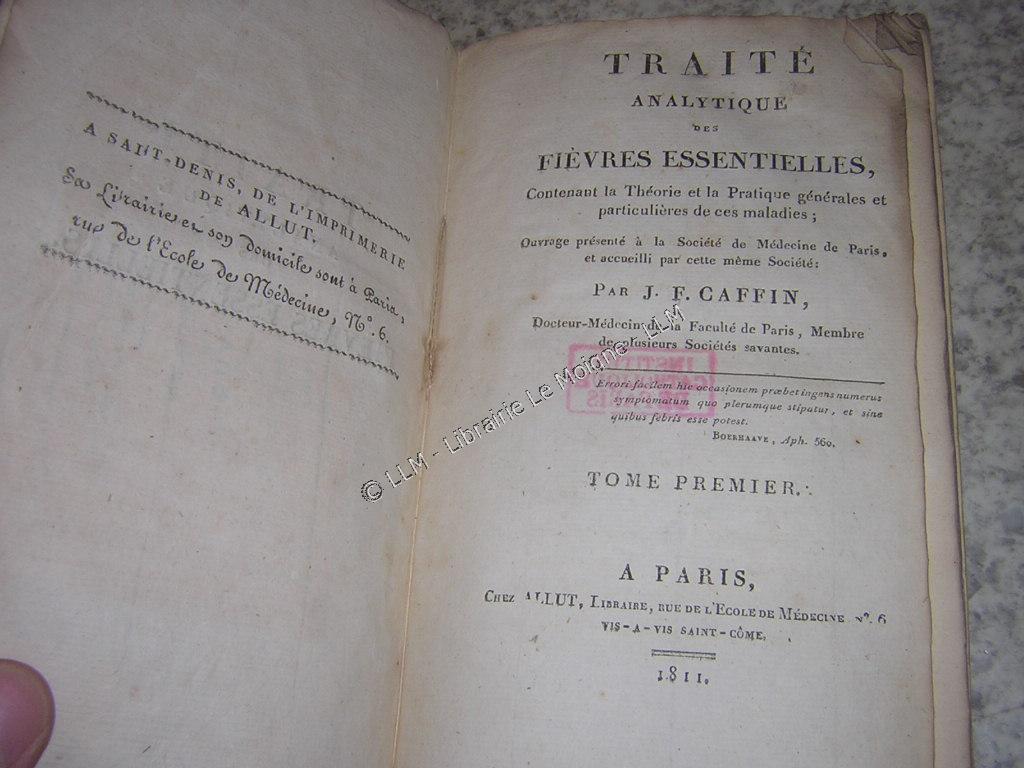 A SAINT-DENIS, DE L'IMPRIMERIE
DE ALLUT.
Sa Librairie et son domicile sont à Paris,
rue de l'Ecole de Médecine, N°. 6.
TRAITÉ
ANALYTIQUE
DES
FIÈVRES ESSENTIELLES,
Contenant la Théorie et la Pratique générales et
particulières de ces maladies ;
Ouvrage présenté à la Société de Médecine de Paris,
et accueilli par cette même Société:
PAR J. F. CAFFIN,
Docteur-Médecin de la Faculté de Paris, Membre
de plusieurs Sociétés savantes.
Errori facilem hic occasionem præbet ingens numerus
symptomatum quo plerumque stipatur, et sine
quibus febris esse potest.
BOERHAAVE, Aph. 560.
TOME PREMIER.
A PARIS,
CHEZ ALLUT, LIBRAIRE, RUE DE L'ECOLE DE MÉDECINE N°. 6
VIS-A-VIS SAINT-CÔME.
1811.
© LLM - Librairie Le Moigne - LLM